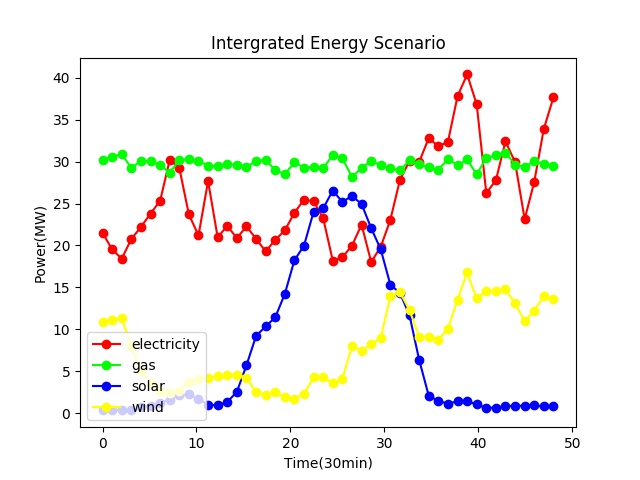 Intergrated Energy Scenario
Power(MW)
40
35
30
25
20
15
10
5
0
electricity
gas
solar
wind
0 10 20 30 40 50
Time(30min)